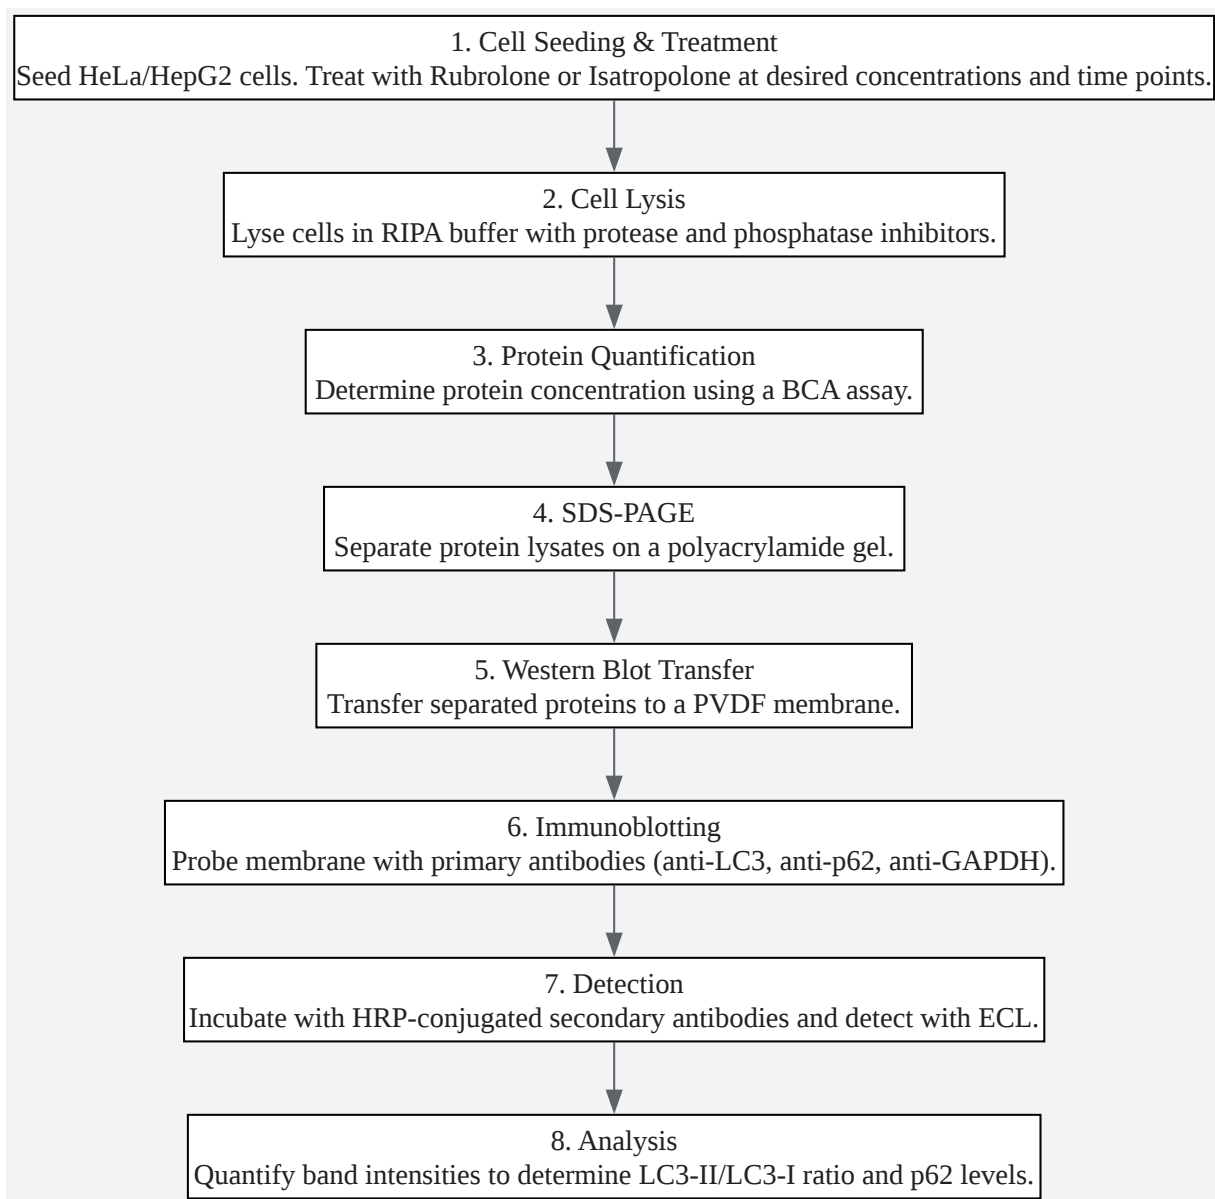 1. Cell Seeding & Treatment
Seed HeLa/HepG2 cells. Treat with Rubrolone or Isatropolone at desired concentrations and time points.
2. Cell Lysis
Lyse cells in RIPA buffer with protease and phosphatase inhibitors.
3. Protein Quantification
Determine protein concentration using a BCA assay.
4. SDS-PAGE
Separate protein lysates on a polyacrylamide gel.
5. Western Blot Transfer
Transfer separated proteins to a PVDF membrane.
6. Immunoblotting
Probe membrane with primary antibodies (anti-LC3, anti-p62, anti-GAPDH).
7. Detection
Incubate with HRP-conjugated secondary antibodies and detect with ECL.
8. Analysis
Quantify band intensities to determine LC3-II/LC3-I ratio and p62 levels.